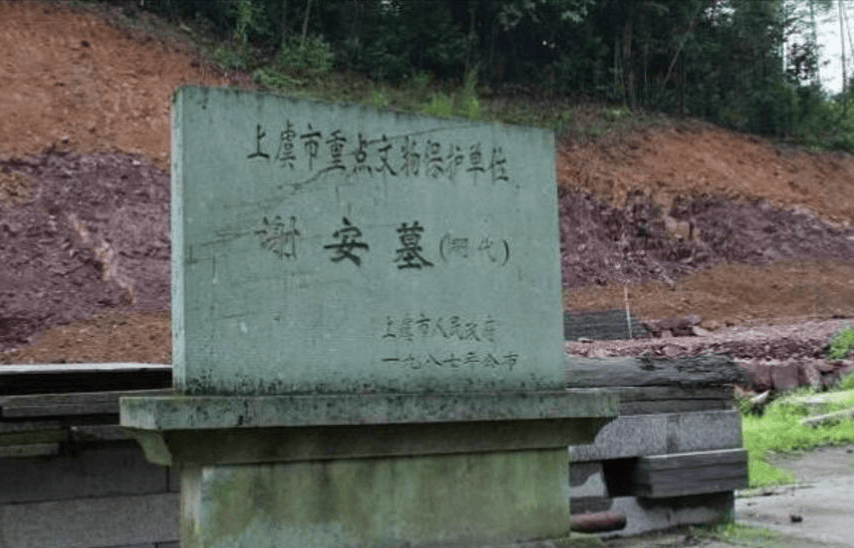 上虞市重点文物保护单位
谢安墓(明代)
上虞市人民政府
一九八七年公布